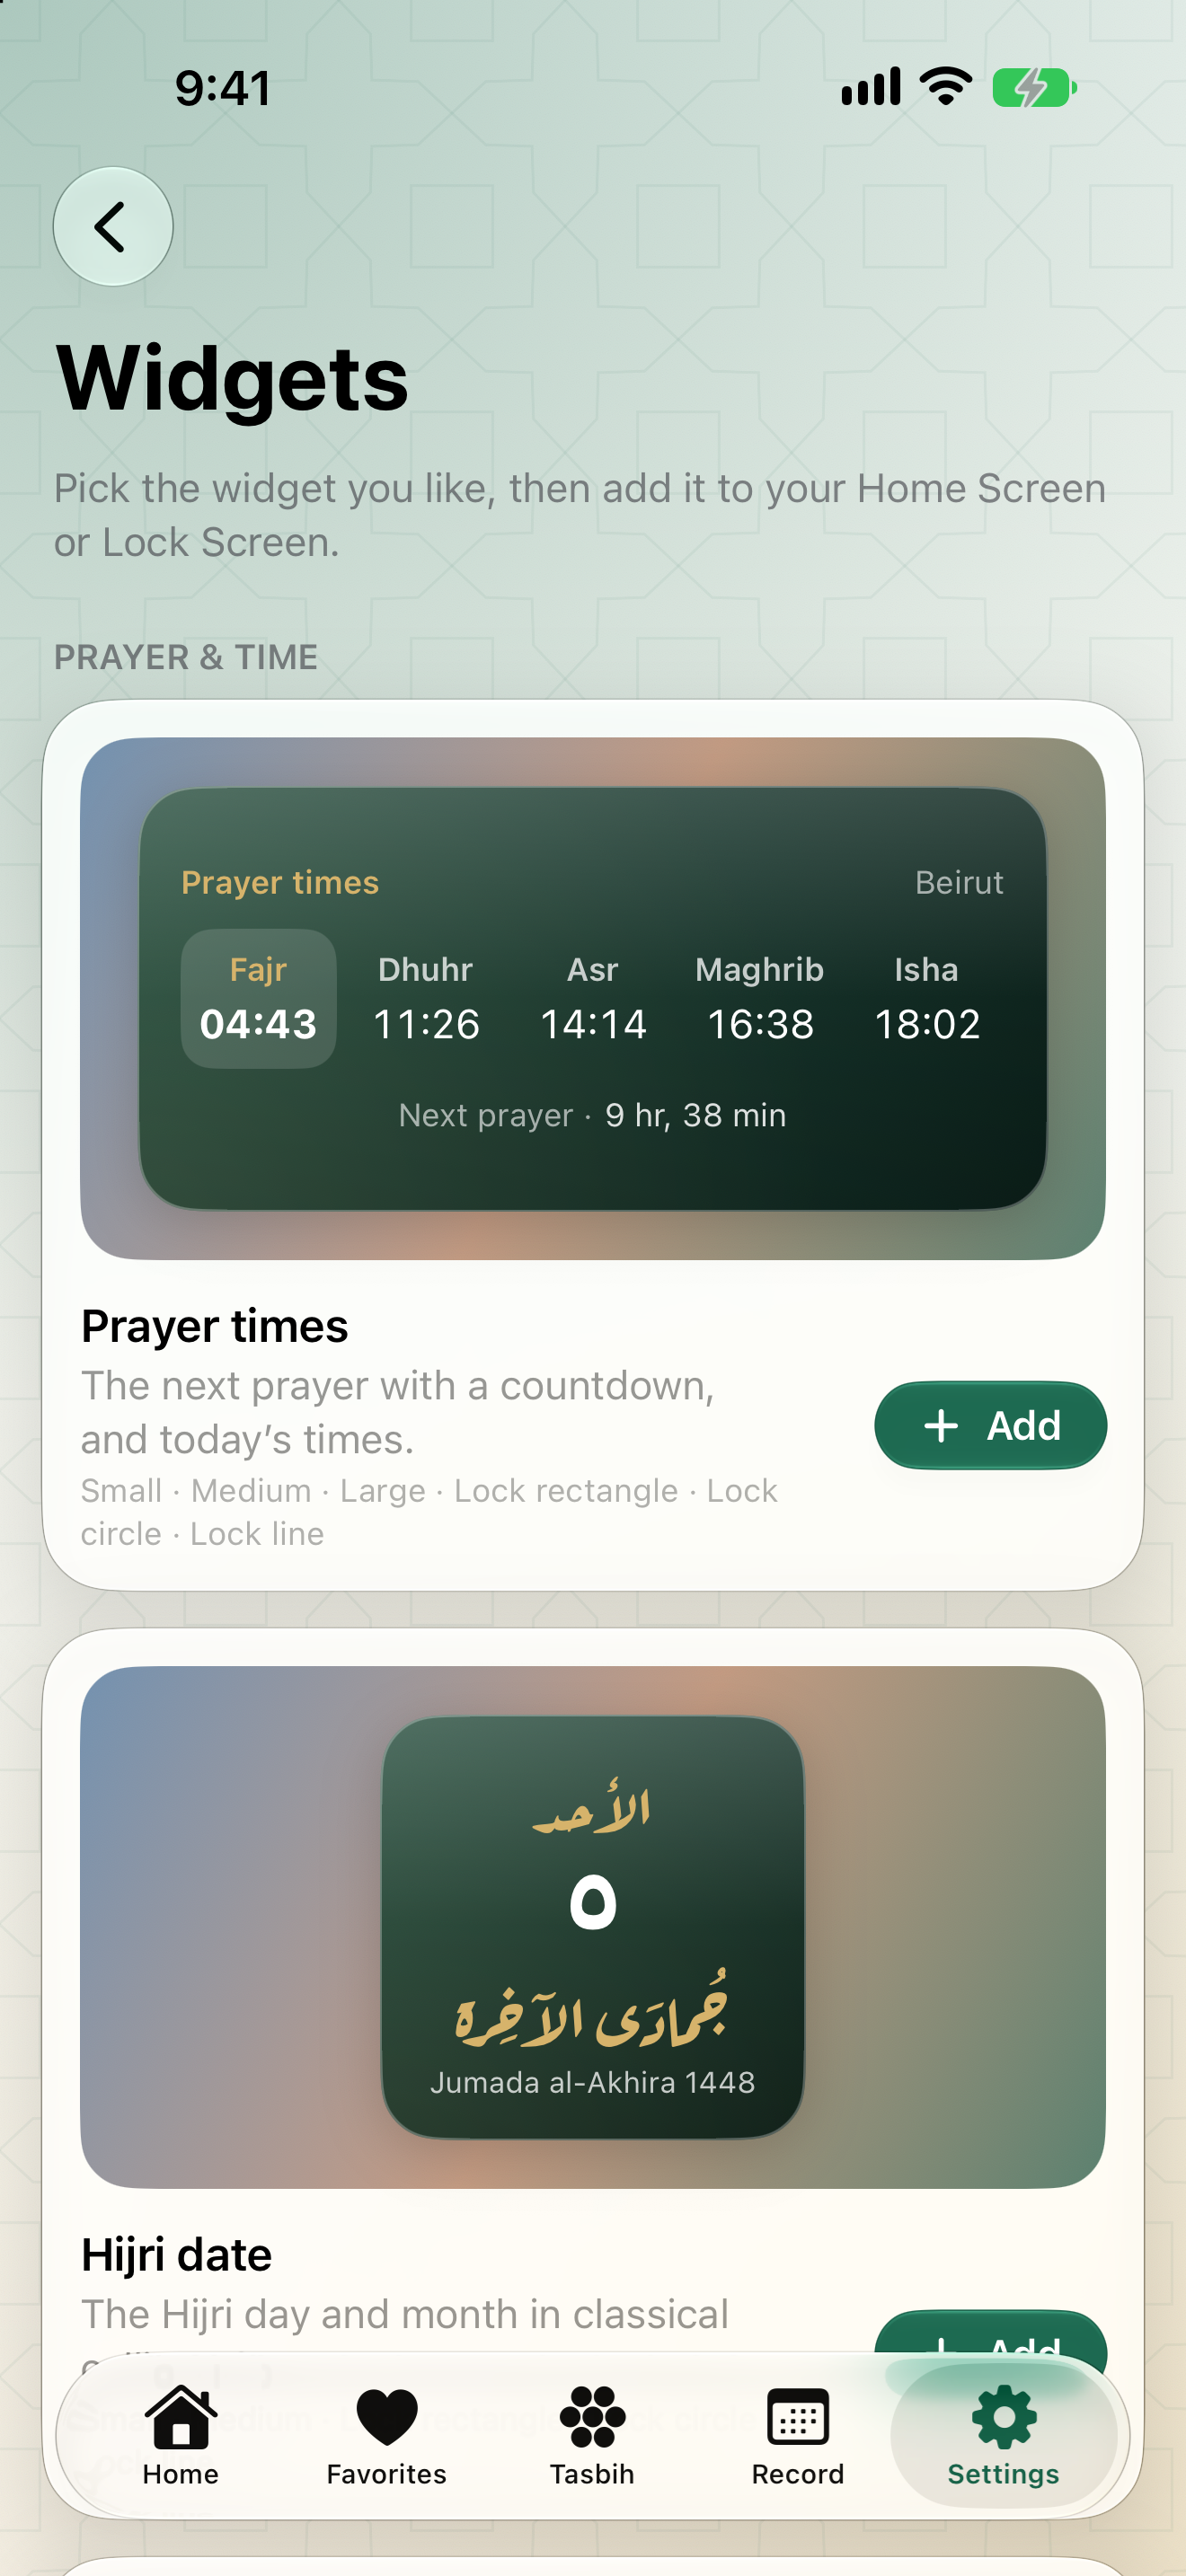 9:41
Widgets
Pick the widget you like, then add it to your Home Screen
or Lock Screen.
PRAYER & TIME
Prayer times
Beirut
Fajr Dhuhr Asr Maghrib Isha
04:43 11:26 14:14 16:38 18:02
Next prayer · 9 hr, 38 min
Prayer times
The next prayer with a countdown,
and today’s times.
Small · Medium · Large · Lock rectangle · Lock
circle · Lock line
+ Add
الأحد
٥
جُمادَى الآخِرة
Jumada al-Akhira 1448
Hijri date
The Hijri day and month in classical
+ Add
Home Favorites Tasbih Record Settings